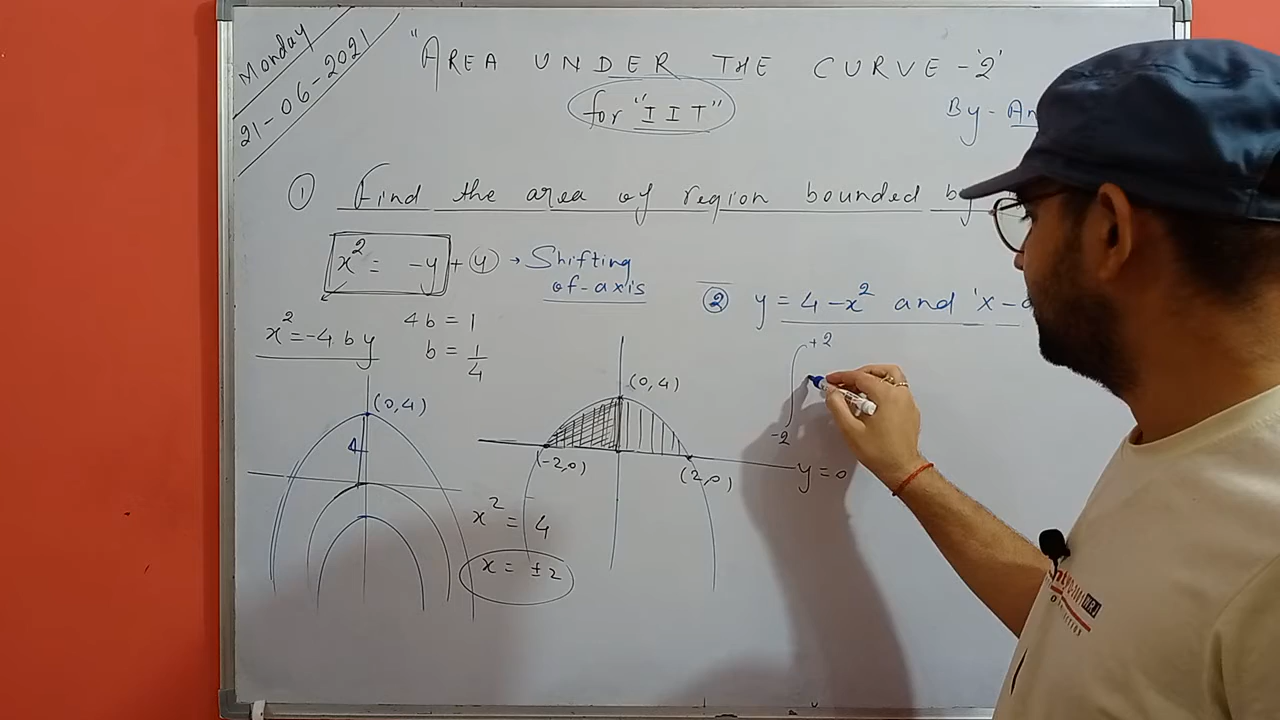 Monday
21-06-2021
"AREA UNDER THE CURVE -'2'
for "IIT"
By - An
① Find the area of region bounded by
x² = -y + 4 → Shifting of-axis
② y = 4 - x² and 'x-
x² = -4by
4b = 1
b = 1/4
(0,4)
4
(0,4)
(-2,0)
(2,0)
y = 0
x² = 4
x = ±2
+2
-2